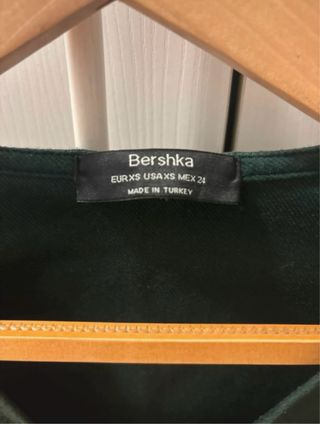 Bershka
EUR XS USA XS MEX 24
MADE IN TURKEY